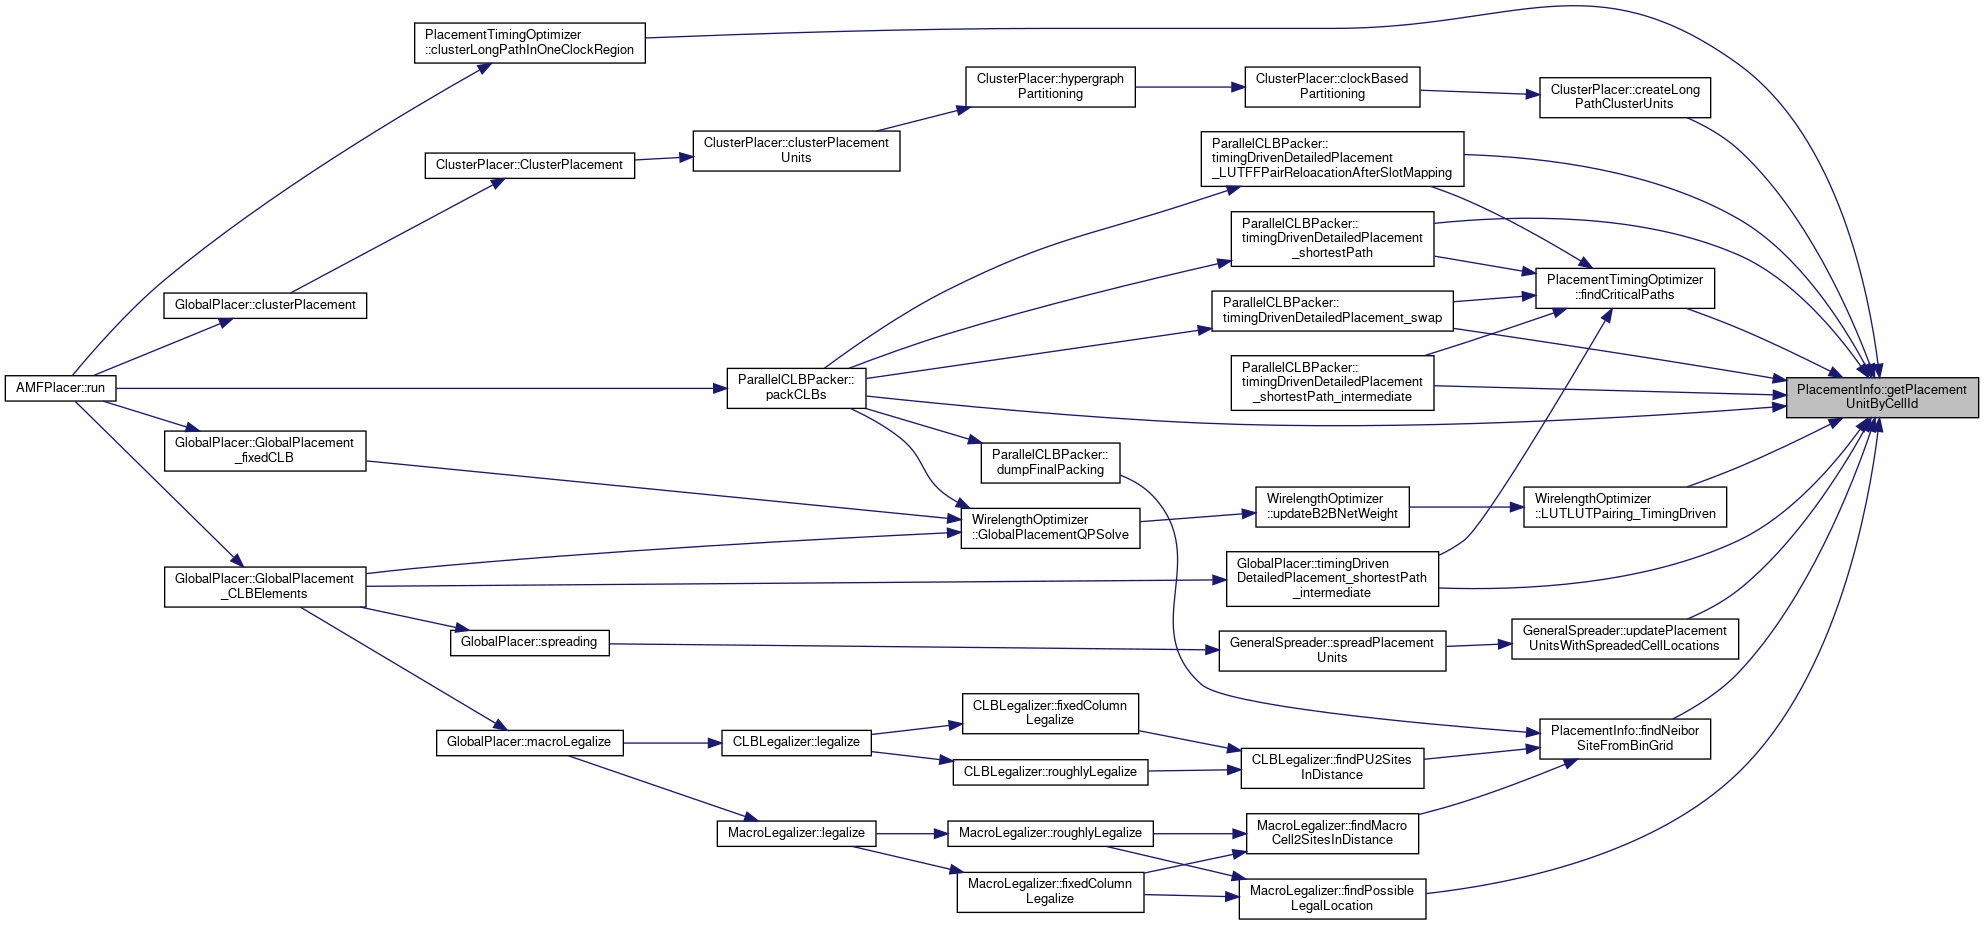 PlacementTimingOptimizer
::clusterLongPathInOneClockRegion
ClusterPlacer::hypergraph
Partitioning
ClusterPlacer::clockBased
Partitioning
ClusterPlacer::createLong
PathClusterUnits
ClusterPlacer::clusterPlacement
Units
ClusterPlacer::ClusterPlacement
ParallelCLBPacker::
timingDrivenDetailedPlacement
_LUTFFPairReloacationAfterSlotMapping
ParallelCLBPacker::
timingDrivenDetailedPlacement
_shortestPath
PlacementTimingOptimizer
::findCriticalPaths
GlobalPlacer::clusterPlacement
ParallelCLBPacker::
timingDrivenDetailedPlacement_swap
ParallelCLBPacker::
timingDrivenDetailedPlacement
_shortestPath_intermediate
AMFPlacer::run
ParallelCLBPacker::
packCLBs
PlacementInfo::getPlacement
UnitByCellId
GlobalPlacer::GlobalPlacement
_fixedCLB
ParallelCLBPacker::
dumpFinalPacking
WirelengthOptimizer
::GlobalPlacementQPSolve
WirelengthOptimizer
::updateB2BNetWeight
WirelengthOptimizer
::LUTLUTPairing_TimingDriven
GlobalPlacer::GlobalPlacement
_CLBElements
GlobalPlacer::timingDriven
DetailedPlacement_shortestPath
_intermediate
GlobalPlacer::spreading
GeneralSpreader::spreadPlacement
Units
GeneralSpreader::updatePlacement
UnitsWithSpreadedCellLocations
GlobalPlacer::macroLegalize
CLBLegalizer::legalize
CLBLegalizer::fixedColumn
Legalize
CLBLegalizer::roughlyLegalize
CLBLegalizer::findPU2Sites
InDistance
PlacementInfo::findNeibor
SiteFromBinGrid
MacroLegalizer::legalize
MacroLegalizer::roughlyLegalize
MacroLegalizer::findMacro
Cell2SitesInDistance
MacroLegalizer::fixedColumn
Legalize
MacroLegalizer::findPossible
LegalLocation